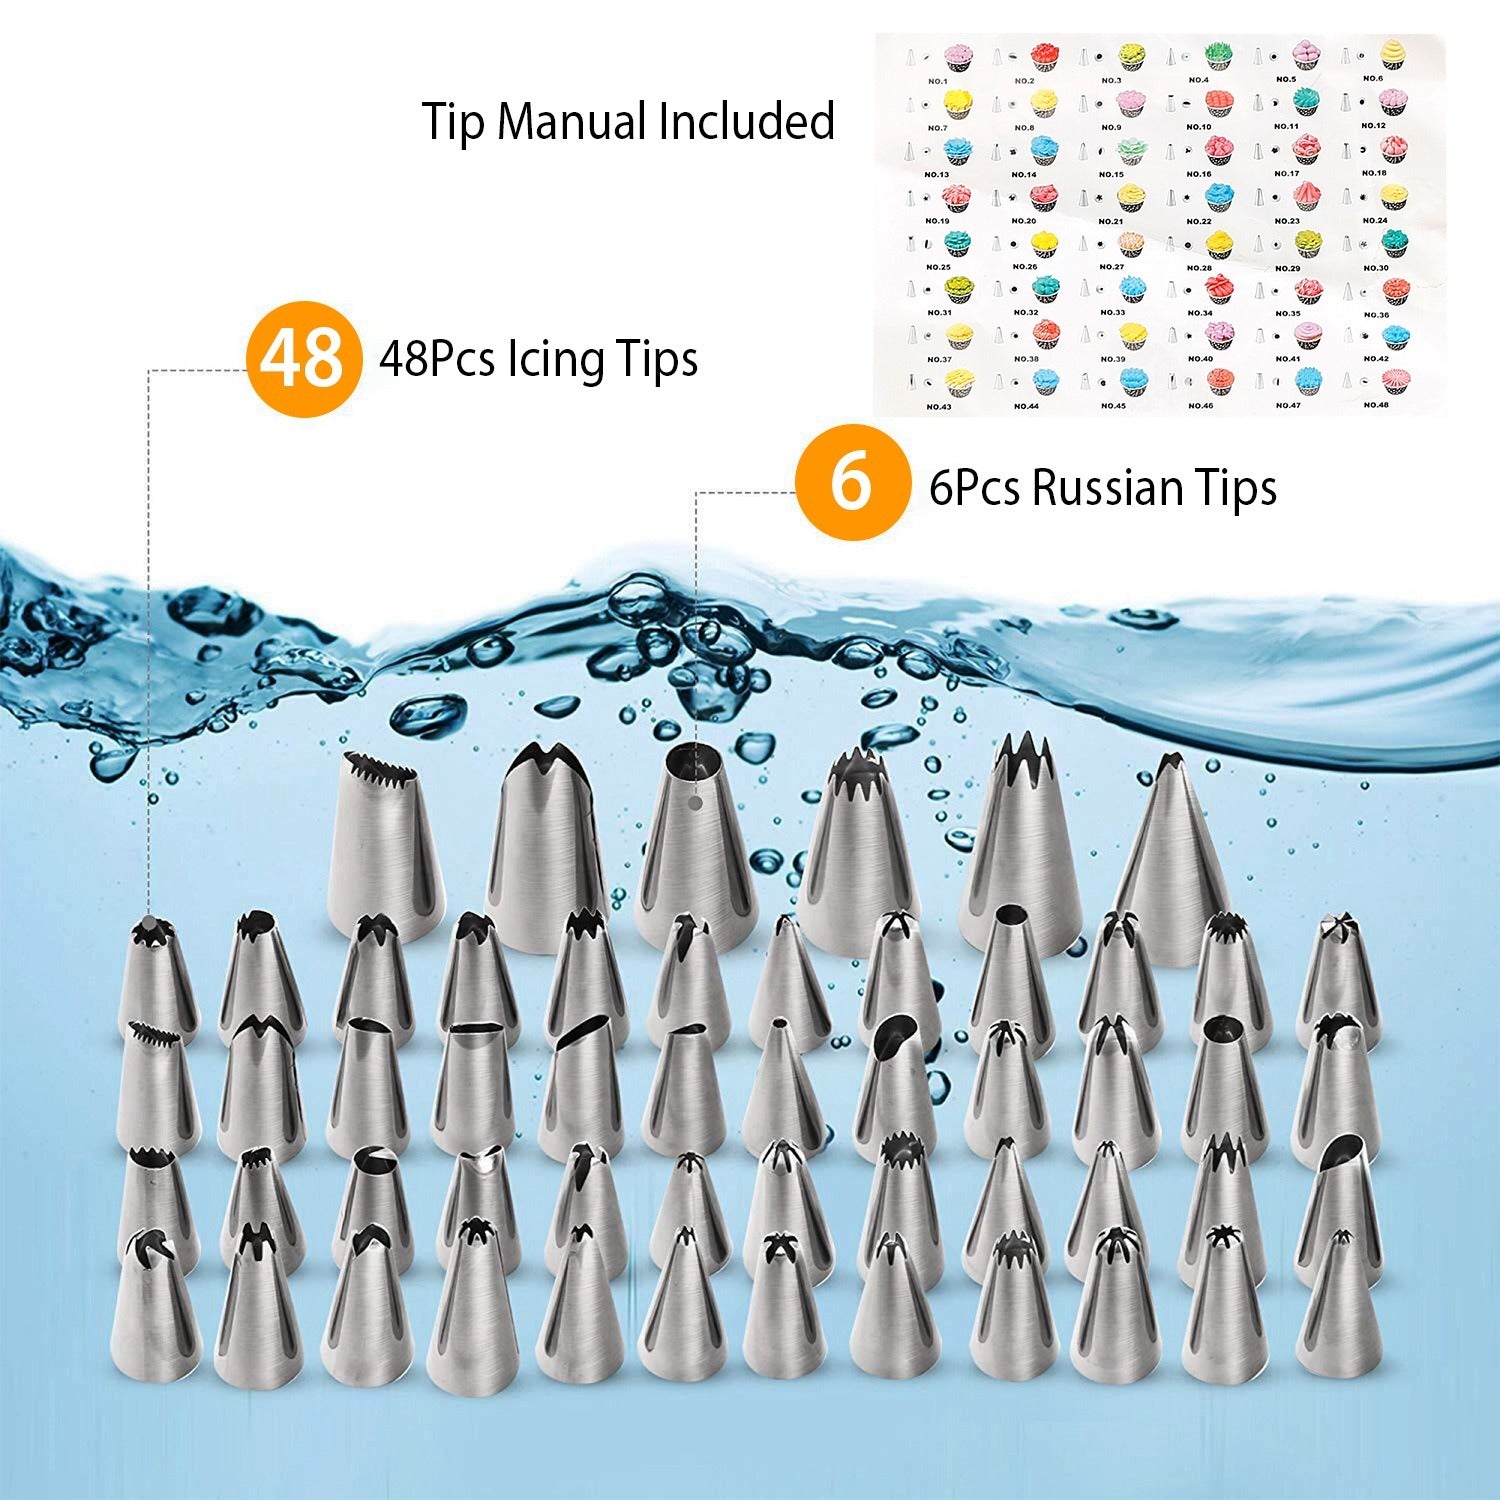 Tip Manual Included
NO.1 NO.2 NO.3 NO.4 NO.5 NO.6
NO.7 NO.8 NO.9 NO.10 NO.11 NO.12
NO.13 NO.14 NO.15 NO.16 NO.17 NO.18
NO.19 NO.20 NO.21 NO.22 NO.23 NO.24
NO.25 NO.26 NO.27 NO.28 NO.29 NO.30
NO.31 NO.32 NO.33 NO.34 NO.35 NO.36
NO.37 NO.38 NO.39 NO.40 NO.41 NO.42
NO.43 NO.44 NO.45 NO.46 NO.47 NO.48
48 48Pcs Icing Tips
6 6Pcs Russian Tips